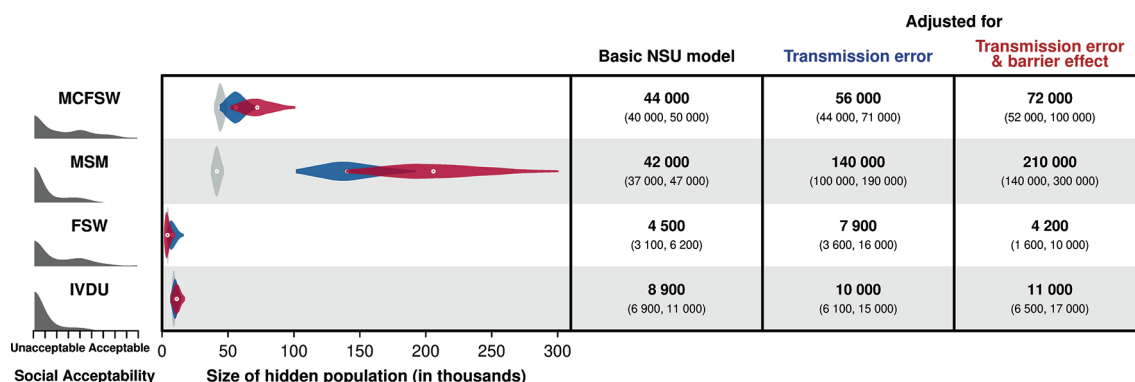 Adjusted for
Basic NSU model Transmission error Transmission error & barrier effect
MCFSW 44 000 56 000 72 000
(40 000, 50 000) (44 000, 71 000) (52 000, 100 000)
MSM 42 000 140 000 210 000
(37 000, 47 000) (100 000, 190 000) (140 000, 300 000)
FSW 4 500 7 900 4 200
(3 100, 6 200) (3 600, 16 000) (1 600, 10 000)
IVDU 8 900 10 000 11 000
(6 900, 11 000) (6 100, 15 000) (6 500, 17 000)
Unacceptable Acceptable 0 50 100 150 200 250 300
Social Acceptability Size of hidden population (in thousands)